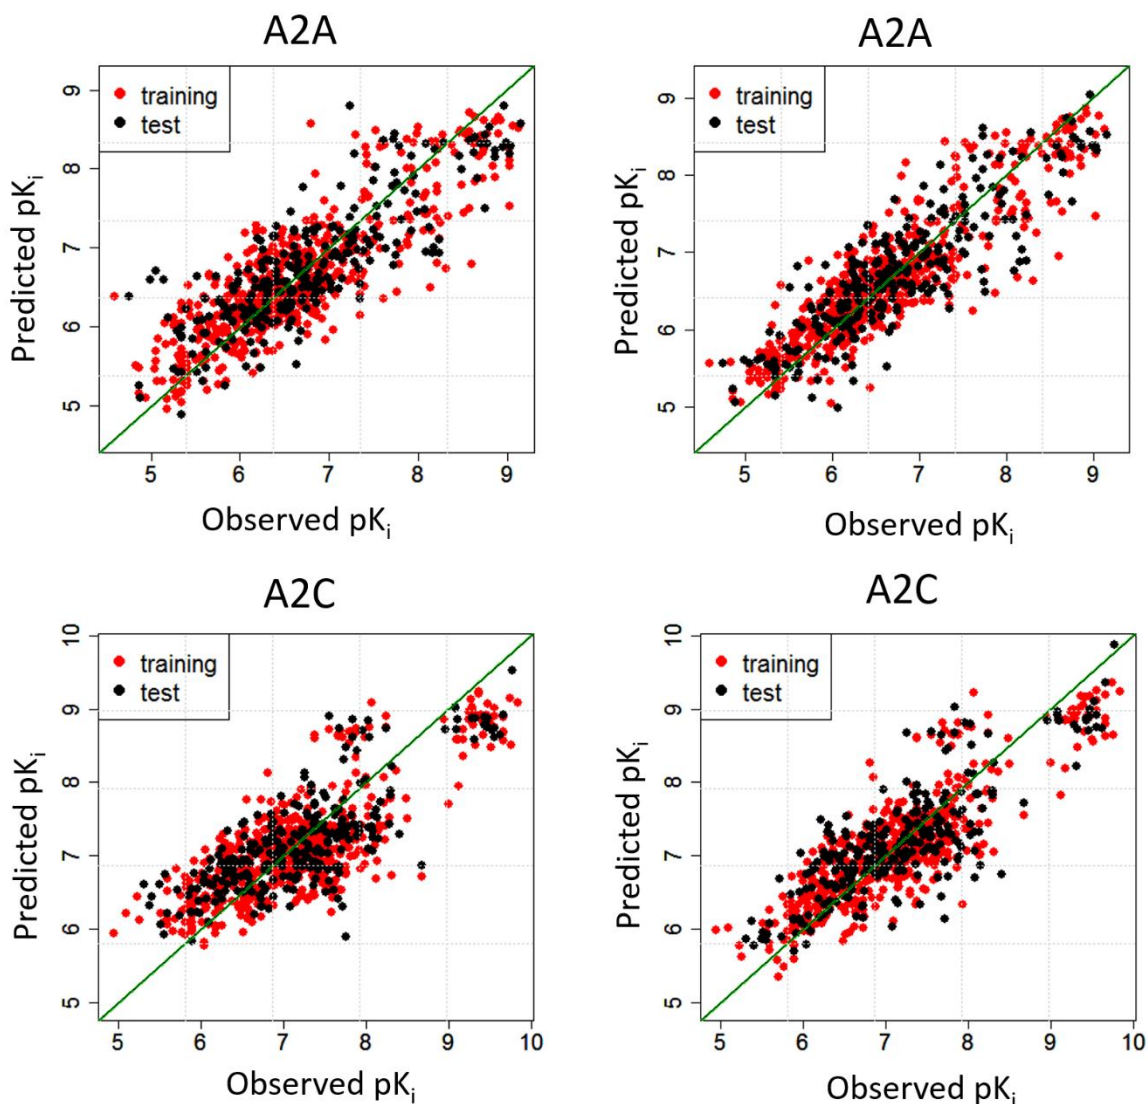 A2A
9
8
7
6
5
Predicted pKi
training
test
5 6 7 8 9
Observed pKi
A2A
9
8
7
6
5
Predicted pKi
training
test
5 6 7 8 9
Observed pKi
A2C
10
9
8
7
6
5
Predicted pKi
training
test
5 6 7 8 9 10
Observed pKi
A2C
10
9
8
7
6
5
Predicted pKi
training
test
5 6 7 8 9 10
Observed pKi